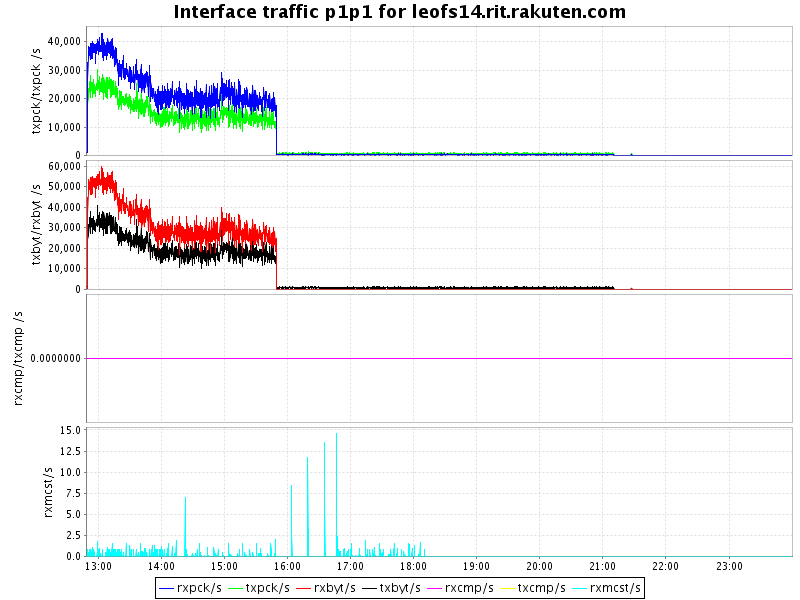 Interface traffic p1p1 for leofs14.rit.rakuten.com
txpck/txpck /s
40,000
30,000
20,000
10,000
0
txbyt/rxbyt /s
60,000
50,000
40,000
30,000
20,000
10,000
0
rxcmp/txcmp /s
0.0000000
rxmcst/s
15.0
12.5
10.0
7.5
5.0
2.5
0.0
13:00 14:00 15:00 16:00 17:00 18:00 19:00 20:00 21:00 22:00 23:00
rxpck/s txpck/s rxbyt/s txbyt/s rxcmp/s txcmp/s rxmcst/s